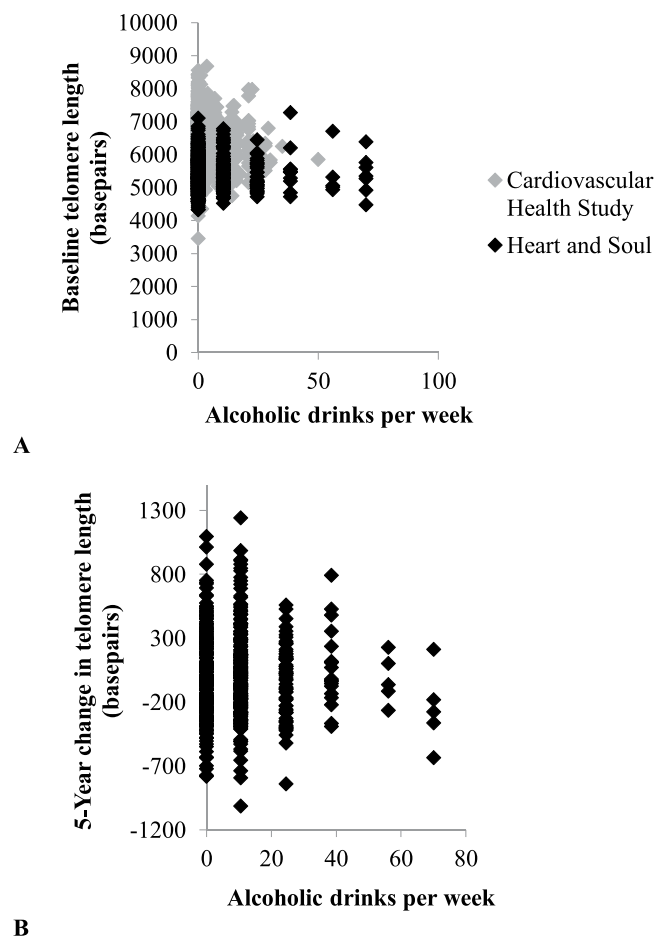 10000
9000
8000
7000
6000
5000
4000
3000
2000
1000
0
0 50 100
Baseline telomere length
(basepairs)
Alcoholic drinks per week
Cardiovascular
Health Study
Heart and Soul
A
1300
800
300
-200
-700
-1200
0 20 40 60 80
5-Year change in telomere length
(basepairs)
Alcoholic drinks per week
B